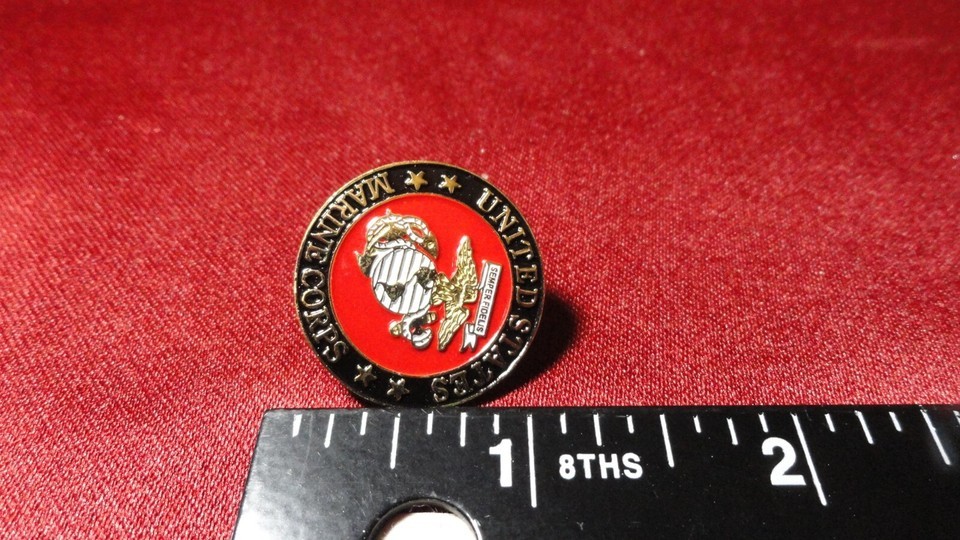 UNITED STATES
MARINE CORPS
SEMPER FIDELIS
1
8THS
2